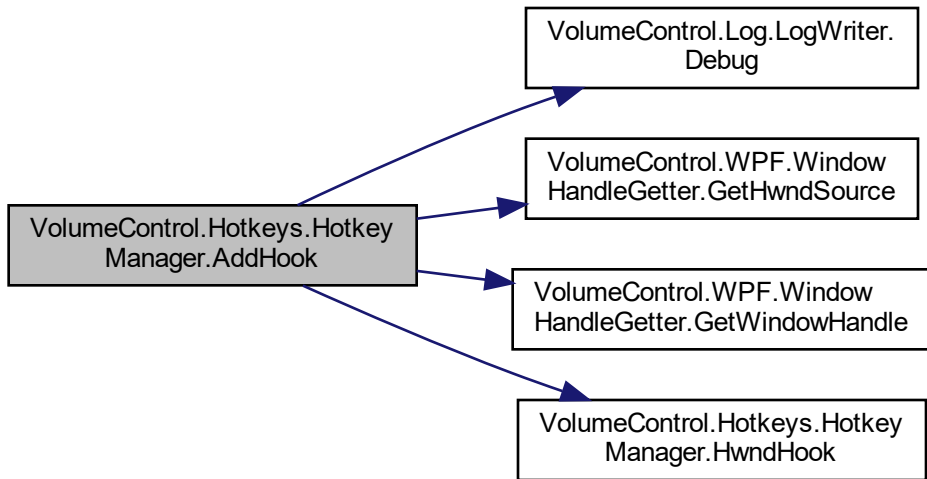 VolumeControl.Log.LogWriter.
Debug
VolumeControl.WPF.Window
HandleGetter.GetHwndSource
VolumeControl.Hotkeys.Hotkey
Manager.AddHook
VolumeControl.WPF.Window
HandleGetter.GetWindowHandle
VolumeControl.Hotkeys.Hotkey
Manager.HwndHook